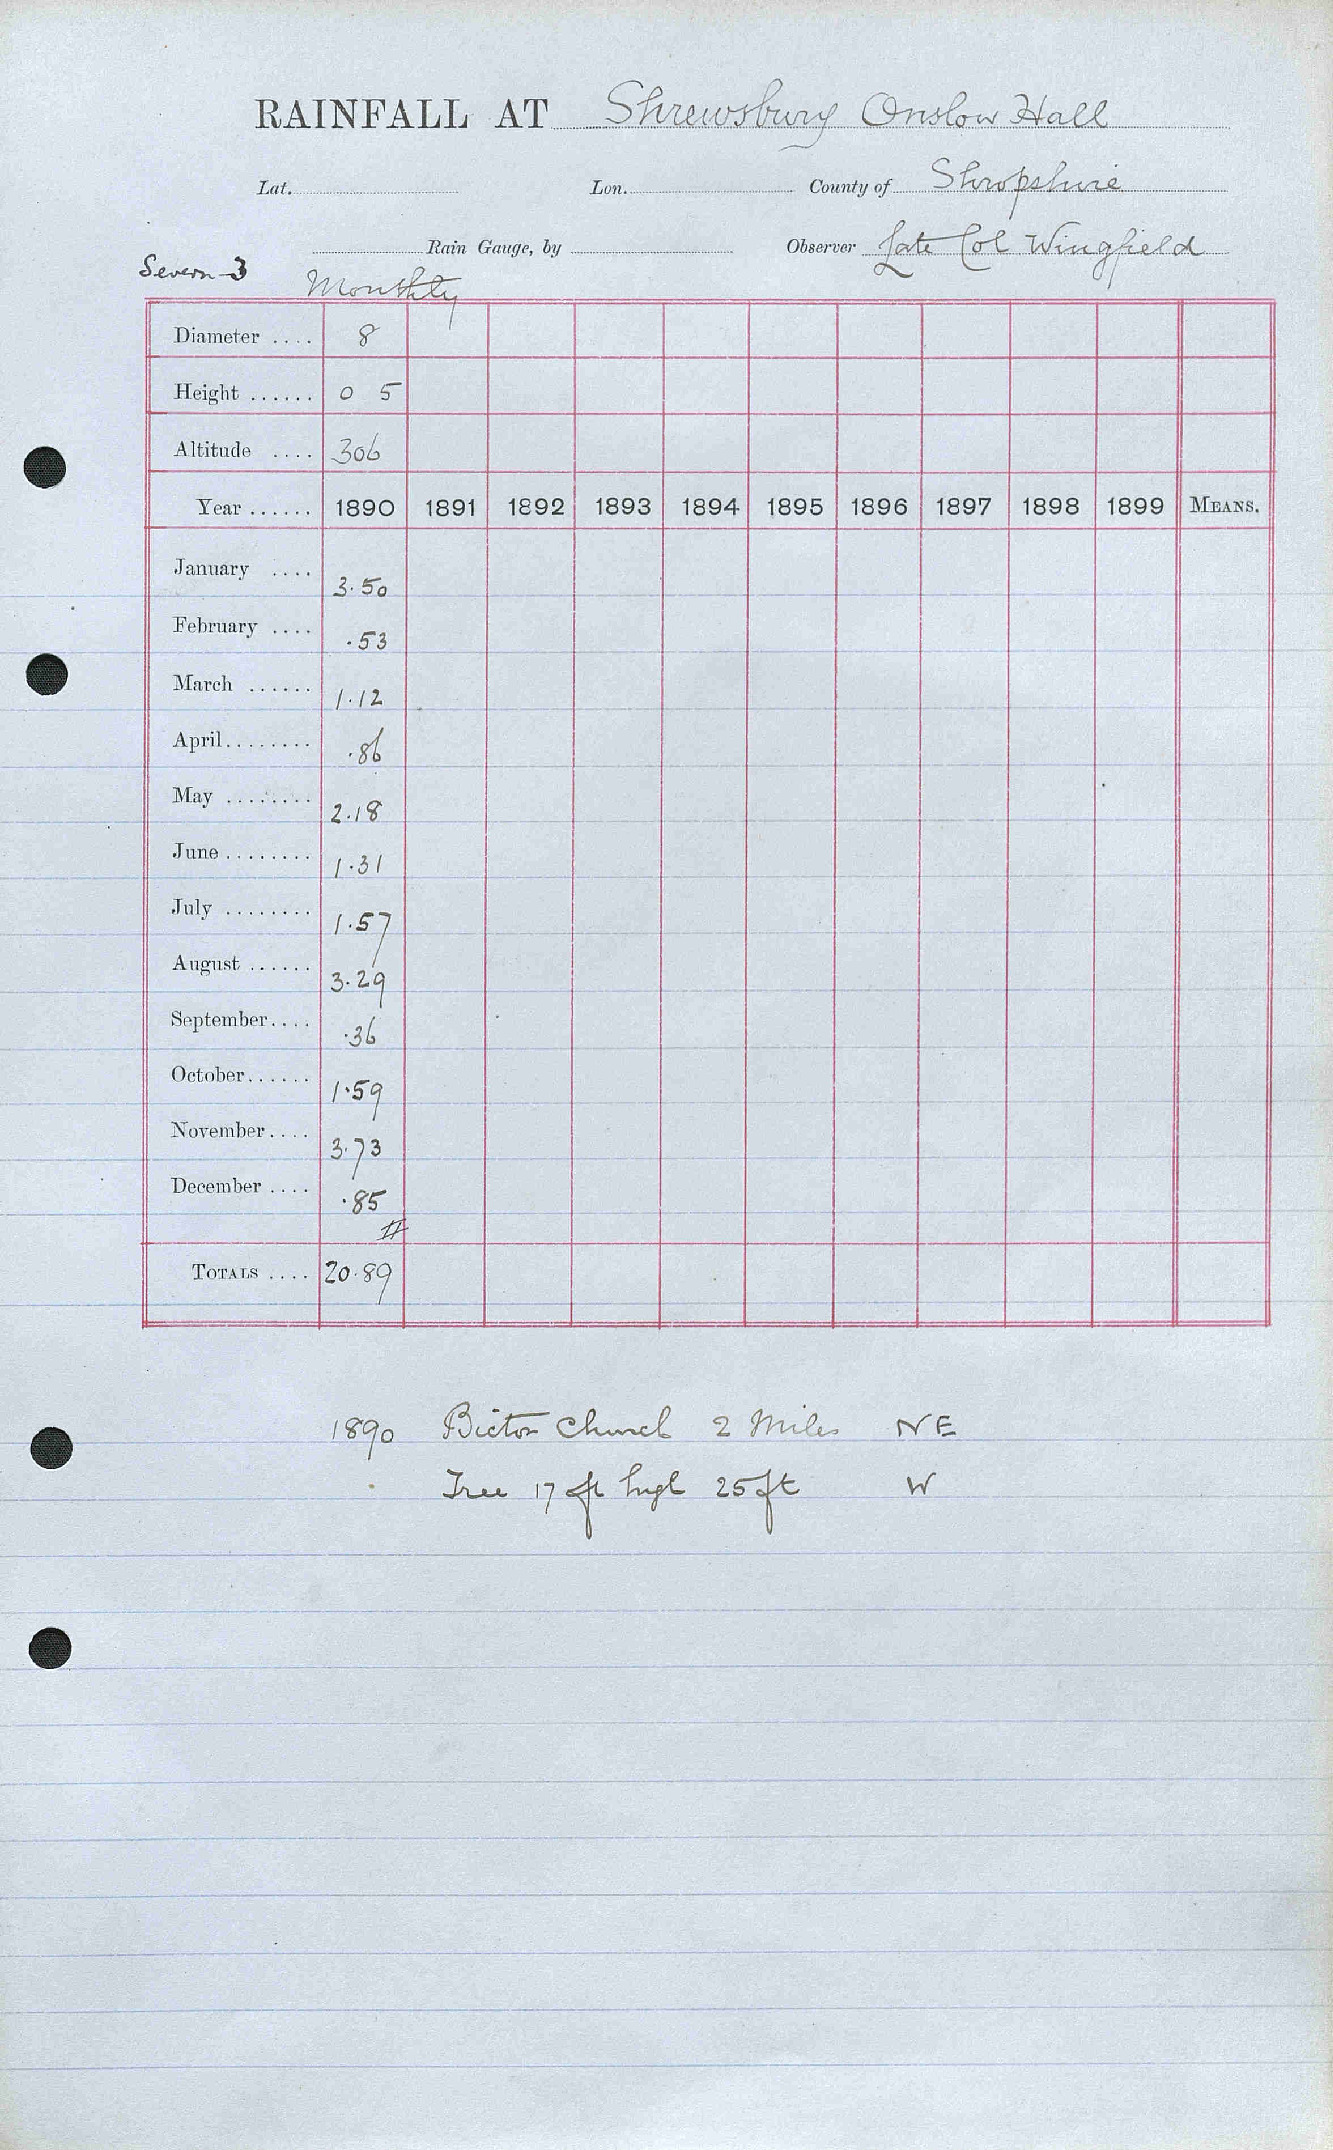 RAINFALL AT Shrewsbury Onslow Hall
Lat. Lon. County of Shropshire
Rain Gauge, by Observer Late Col Wingfield
Severn 3 Monthly
Diameter .... 8
Height ...... 0 5
Altitude .... 306
Year ...... 1890 1891 1892 1893 1894 1895 1896 1897 1898 1899 MEANS.
January .... 3.50
February .... .53
March ...... 1.12
April........ .86
May ........ 2.18
June ........ 1.31
July ........ 1.57
August ...... 3.29
September.... .36
October...... 1.59
November.... 3.73
December .... .85
TOTALS .... 20.89
1890 Bicton Church 2 Miles NE
Tree 17 ft high 25 ft W